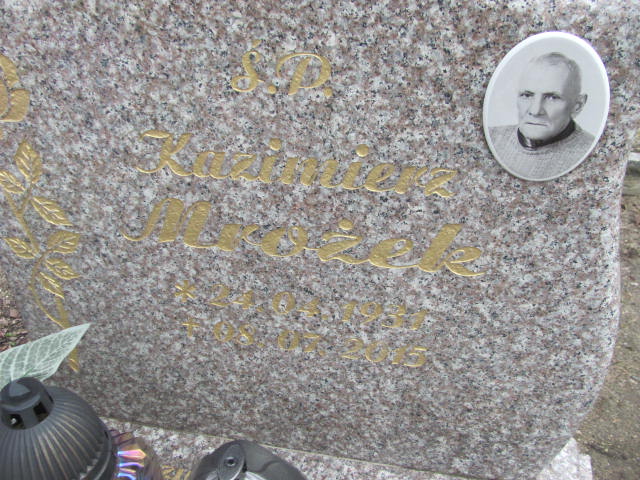 Ś.P.
Kazimierz
Mrożek
* 24.04.1931
+ 08.07.2015